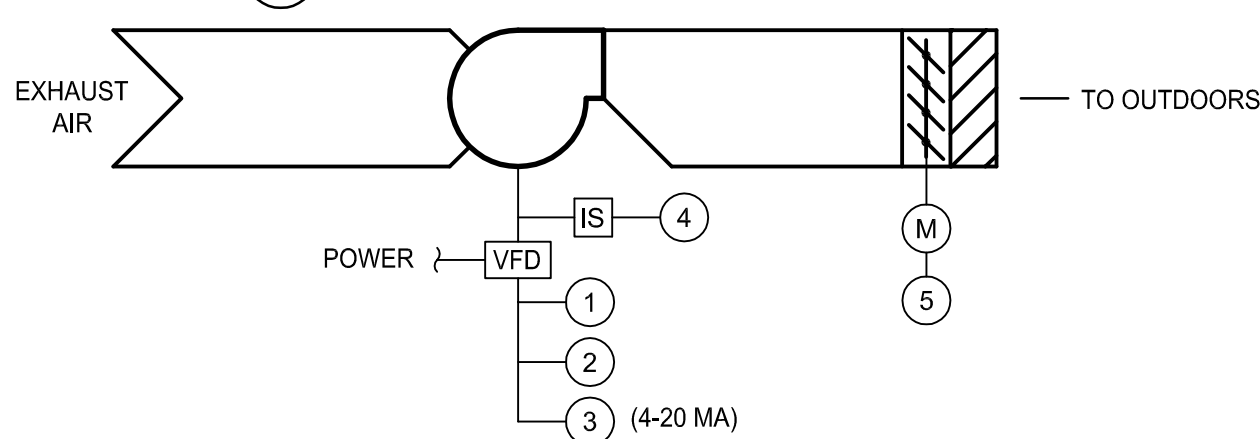 EXHAUST
AIR
TO OUTDOORS
IS
4
M
POWER
VFD
1
5
2
3 (4-20 MA)